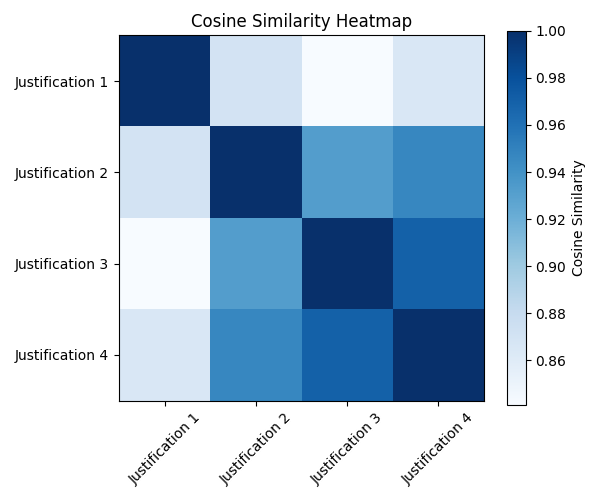 Cosine Similarity Heatmap
Justification 1
Justification 2
Justification 3
Justification 4
Justification 1
Justification 2
Justification 3
Justification 4
1.00
0.98
0.96
0.94
0.92
0.90
0.88
0.86
Cosine Similarity